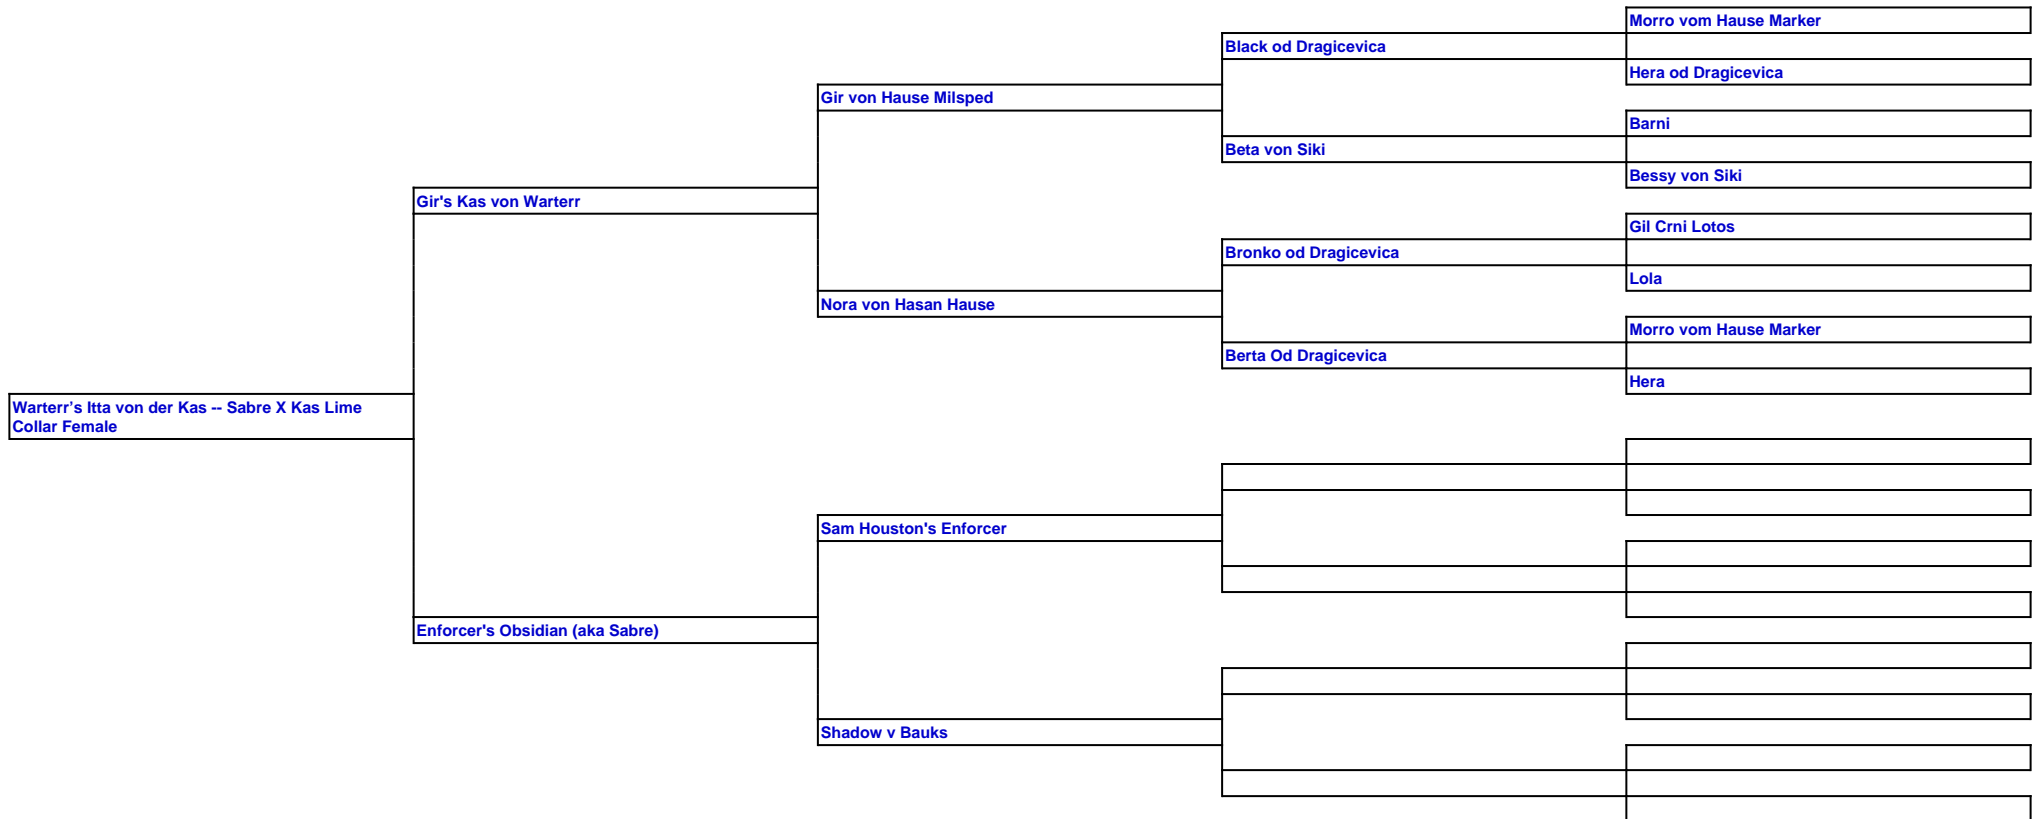 Morro vom Hause Marker
Black od Dragicevica
Hera od Dragicevica
Gir von Hause Milsped
Barni
Beta von Siki
Bessy von Siki
Gir's Kas von Warterr
Gil Crni Lotos
Bronko od Dragicevica
Lola
Nora von Hasan Hause
Morro vom Hause Marker
Berta Od Dragicevica
Hera
Warterr’s Itta von der Kas -- Sabre X Kas Lime
Collar Female
Sam Houston's Enforcer
Enforcer's Obsidian (aka Sabre)
Shadow v Bauks